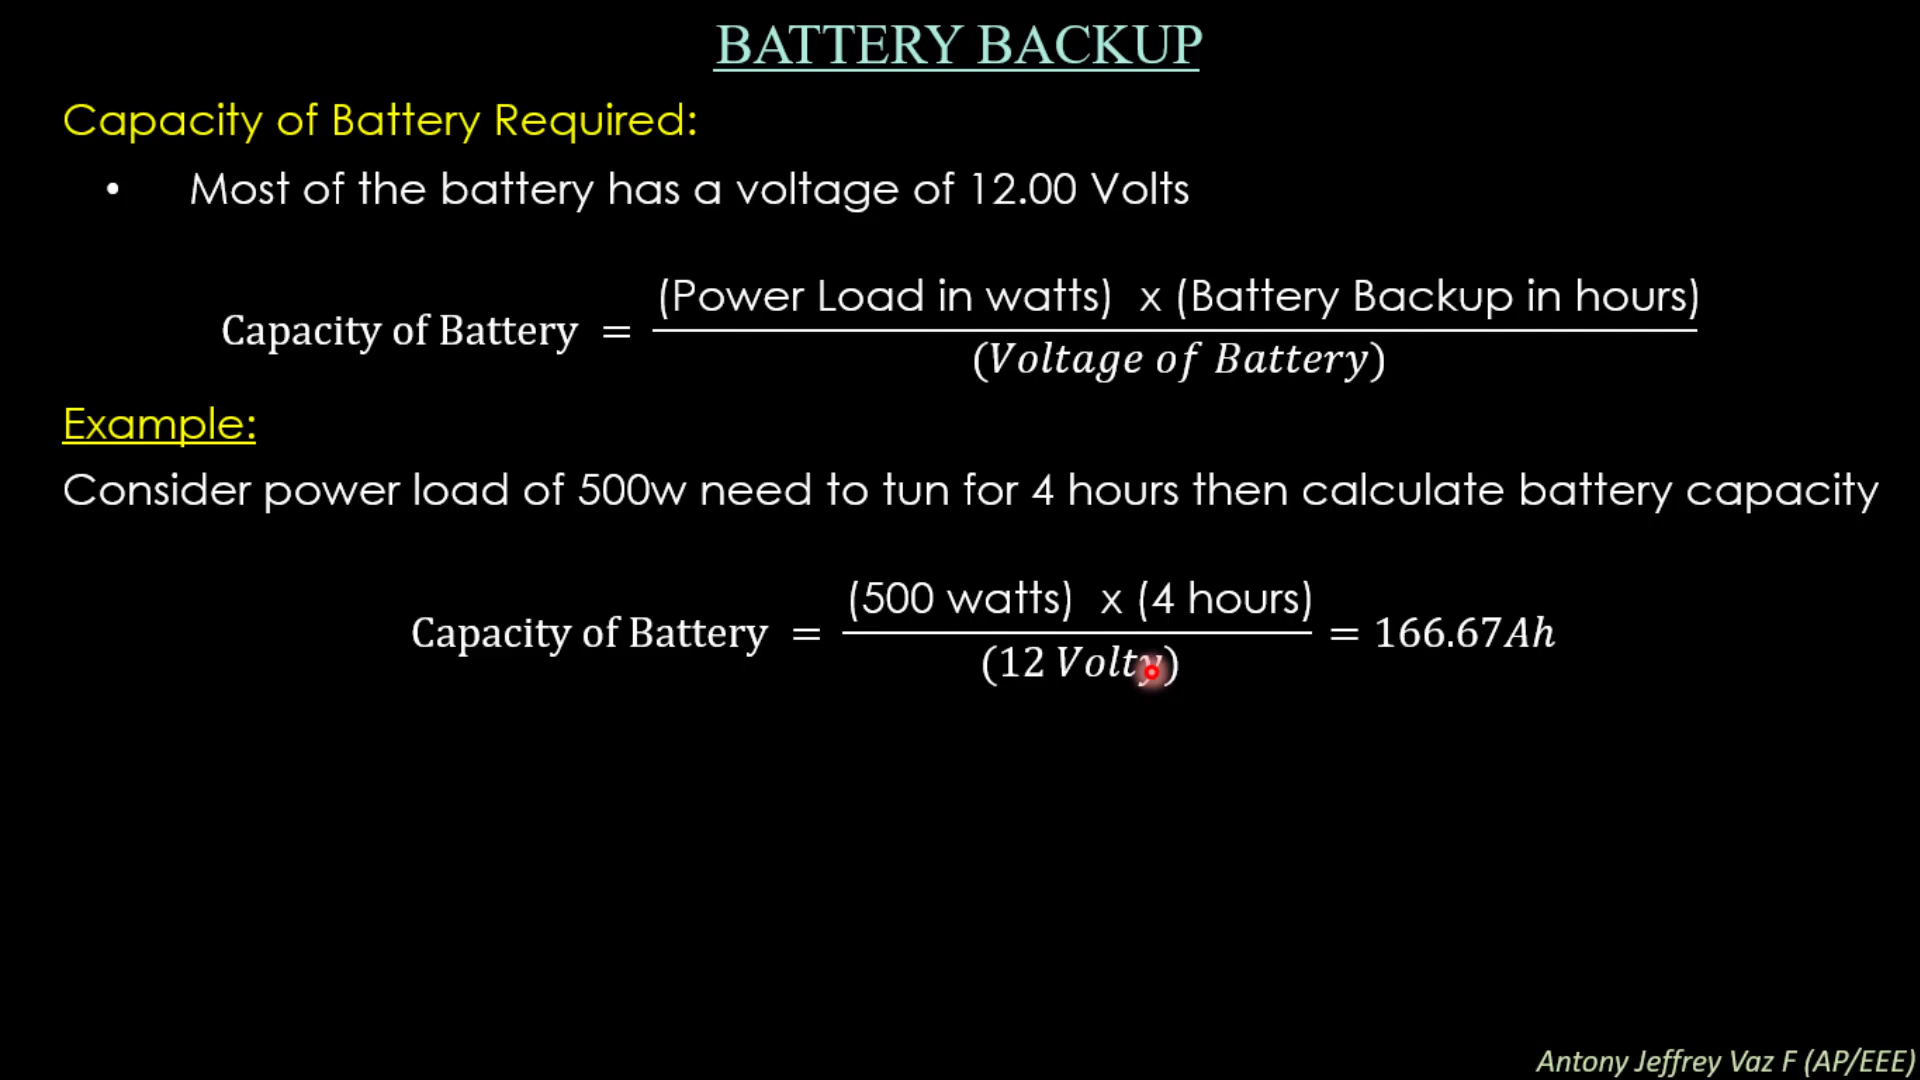 BATTERY BACKUP
Capacity of Battery Required:
• Most of the battery has a voltage of 12.00 Volts
(Power Load in watts) x (Battery Backup in hours)
Capacity of Battery =
(Voltage of Battery)
Example:
Consider power load of 500w need to tun for 4 hours then calculate battery capacity
(500 watts) x (4 hours)
Capacity of Battery = = 166.67Ah
(12 Volty)
Antony Jeffrey Vaz F (AP/EEE)